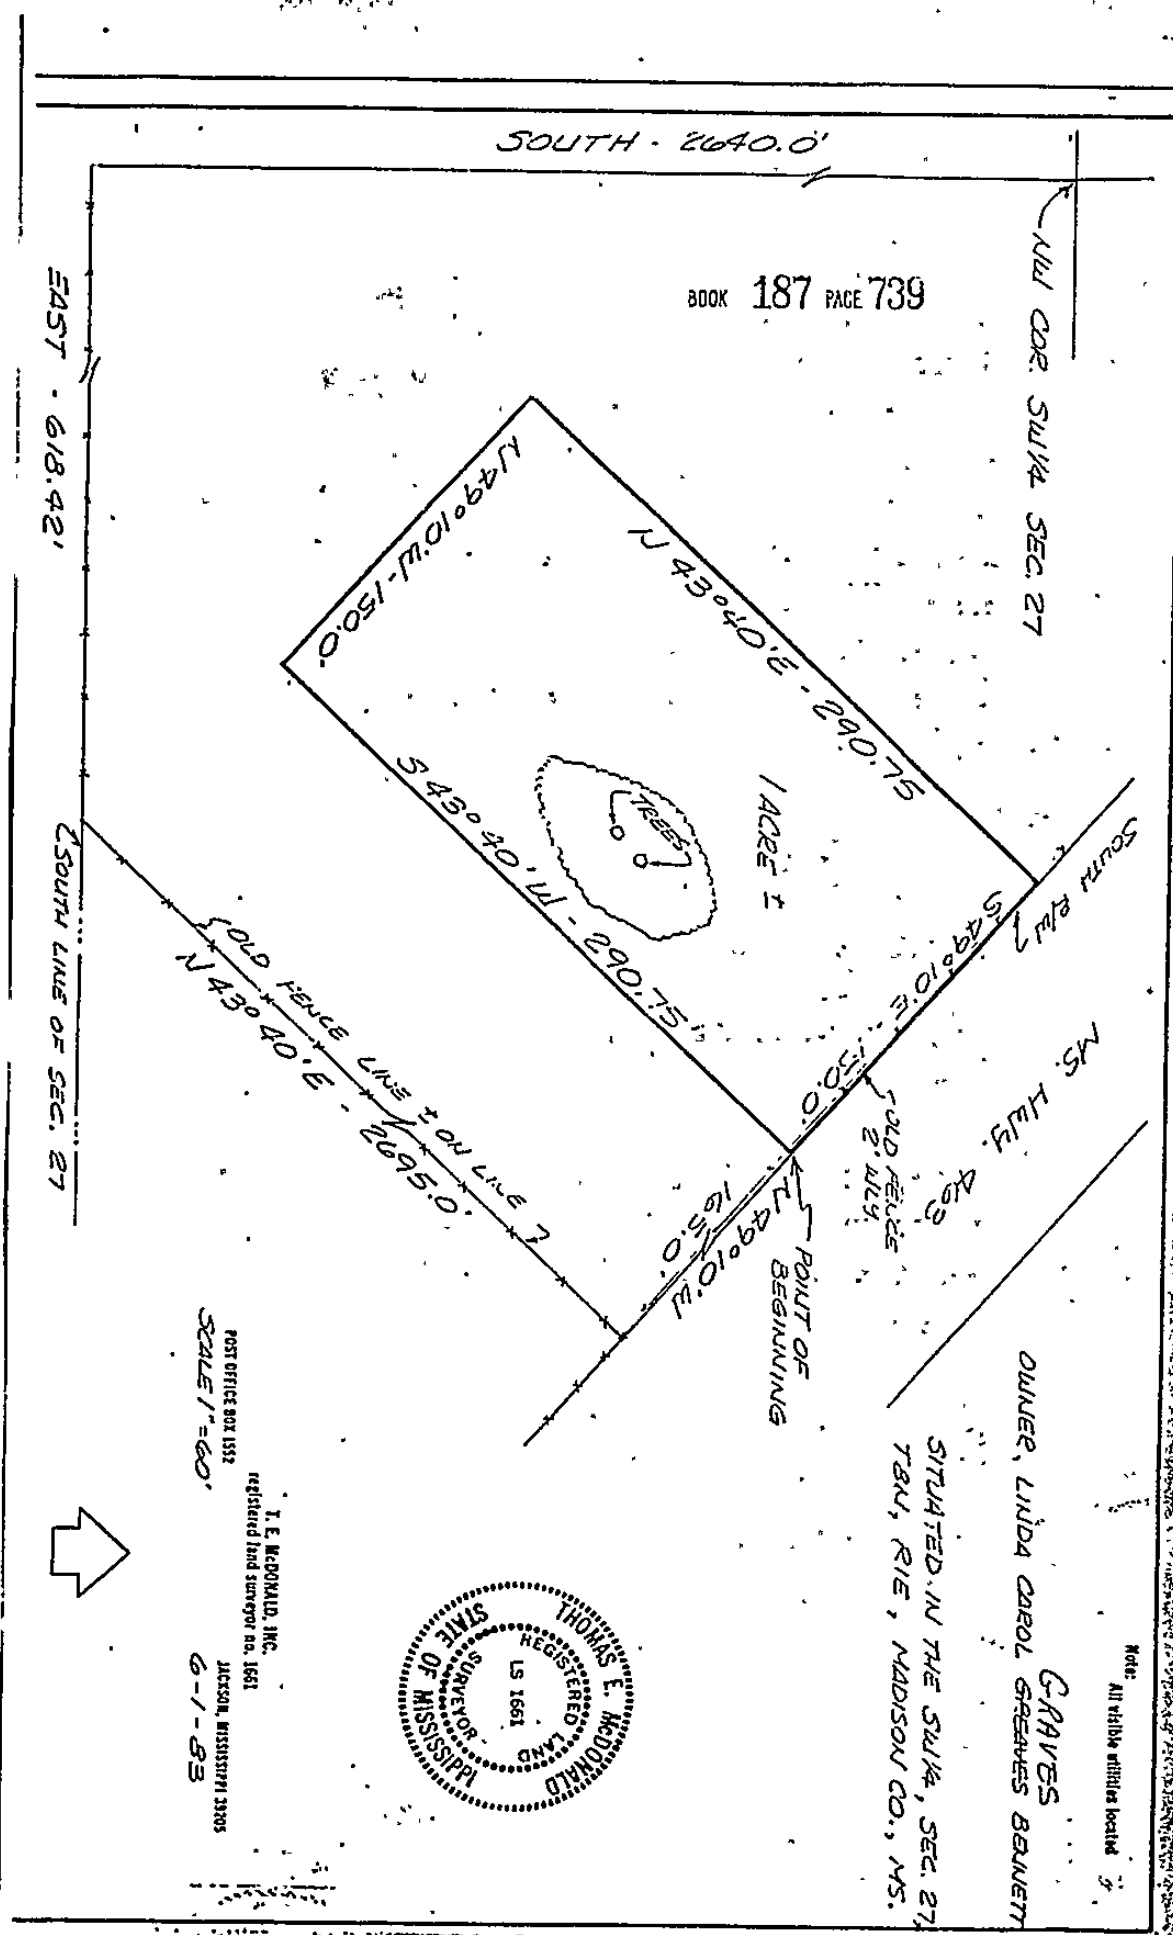 SOUTH - 2640.0'
BOOK 187 PAGE 739
NW COR. SW1/4 SEC. 27
EAST - 618.42'
SOUTH LINE OF SEC. 27
N 43° 40' E - 290.75
N 49° 10' W - 150.0'
S 43° 40' W - 290.75'
S 49° 10' E - 150.0'
1 ACRE ±
TREES
SOUTH R/W
MS. HWY. 463
OLD FENCE
2' WLY.
POINT OF
BEGINNING
N 49° 10' W
165.0'
OLD FENCE LINE ± ON LINE
N 43° 40' E - 2695.0'
Note: All visible utilities located
GRAVES
OWNER, LINDA CAROL GREAVES BENNETT
SITUATED IN THE SW1/4, SEC. 27,
T8N, R1E, MADISON CO., MS.
THOMAS E. McDONALD
REGISTERED LAND
LS 1661
SURVEYOR
STATE OF MISSISSIPPI
T. E. McDONALD, INC.
registered land surveyor no. 1661
POST OFFICE BOX 1552 JACKSON, MISSISSIPPI 39205
SCALE 1"=60' 6-1-83